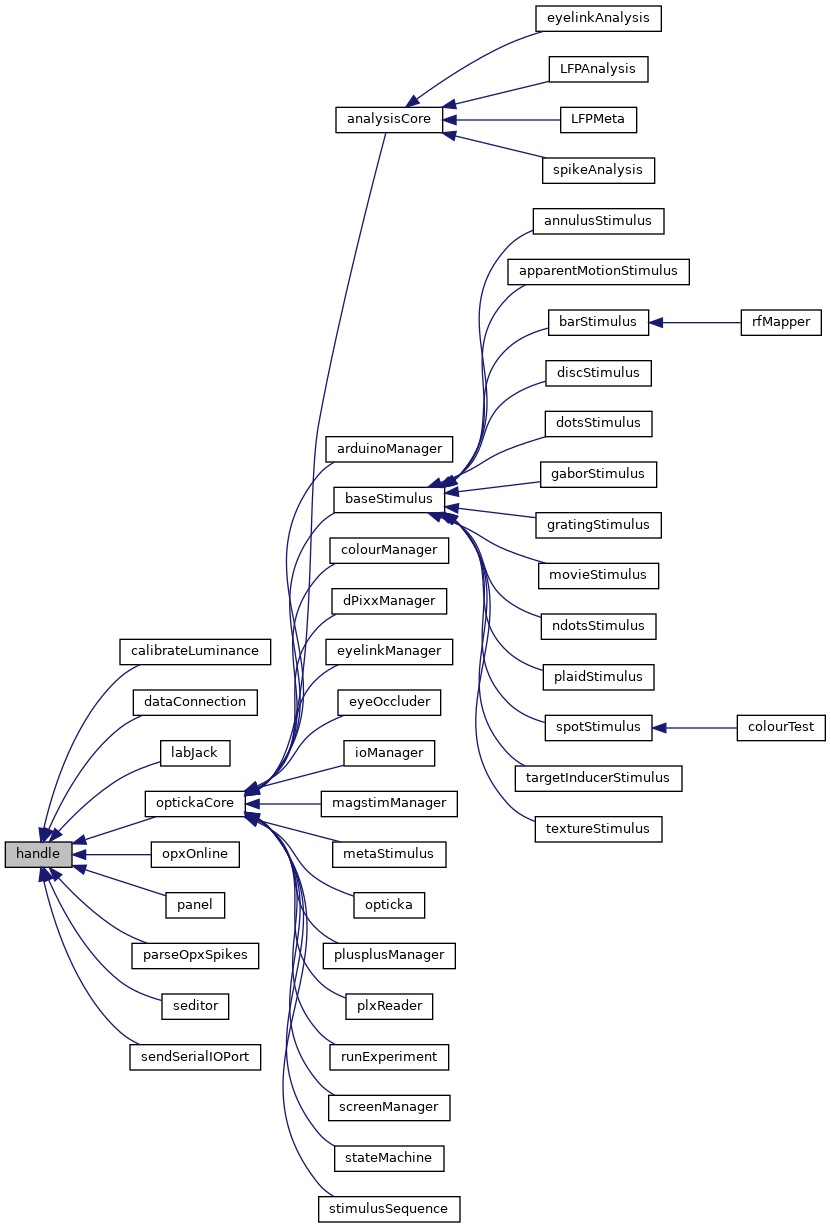 eyelinkAnalysis
LFPAnalysis
analysisCore
LFPMeta
spikeAnalysis
annulusStimulus
apparentMotionStimulus
barStimulus
rfMapper
discStimulus
dotsStimulus
arduinoManager
gaborStimulus
baseStimulus
gratingStimulus
colourManager
movieStimulus
dPixxManager
ndotsStimulus
calibrateLuminance
eyelinkManager
plaidStimulus
dataConnection
eyeOccluder
spotStimulus
colourTest
labJack
ioManager
targetInducerStimulus
optickaCore
magstimManager
textureStimulus
handle
opxOnline
metaStimulus
panel
opticka
parseOpxSpikes
plusplusManager
seditor
plxReader
sendSerialIOPort
runExperiment
screenManager
stateMachine
stimulusSequence